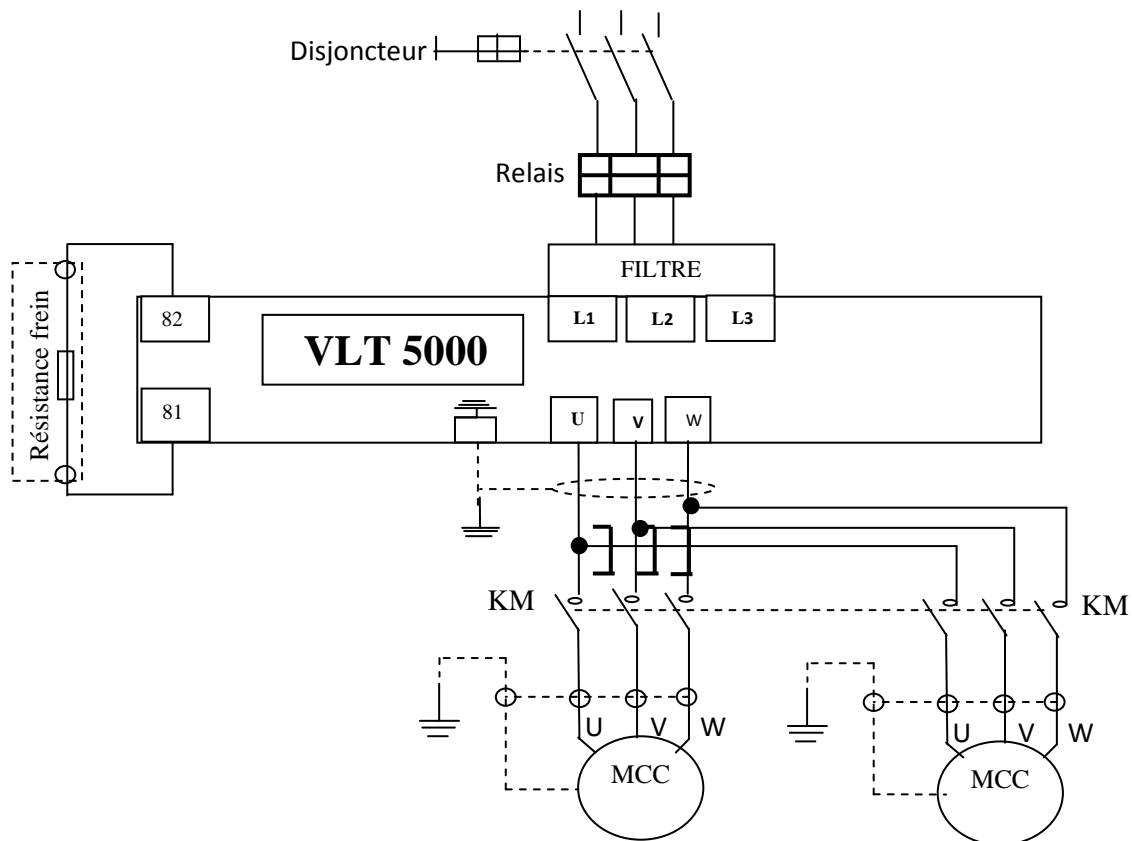 Disjoncteur
Relais
FILTRE
L1 L2 L3
82
VLT 5000
Résistance frein
81
U V W
KM
KM
U V W
U V W
MCC
MCC